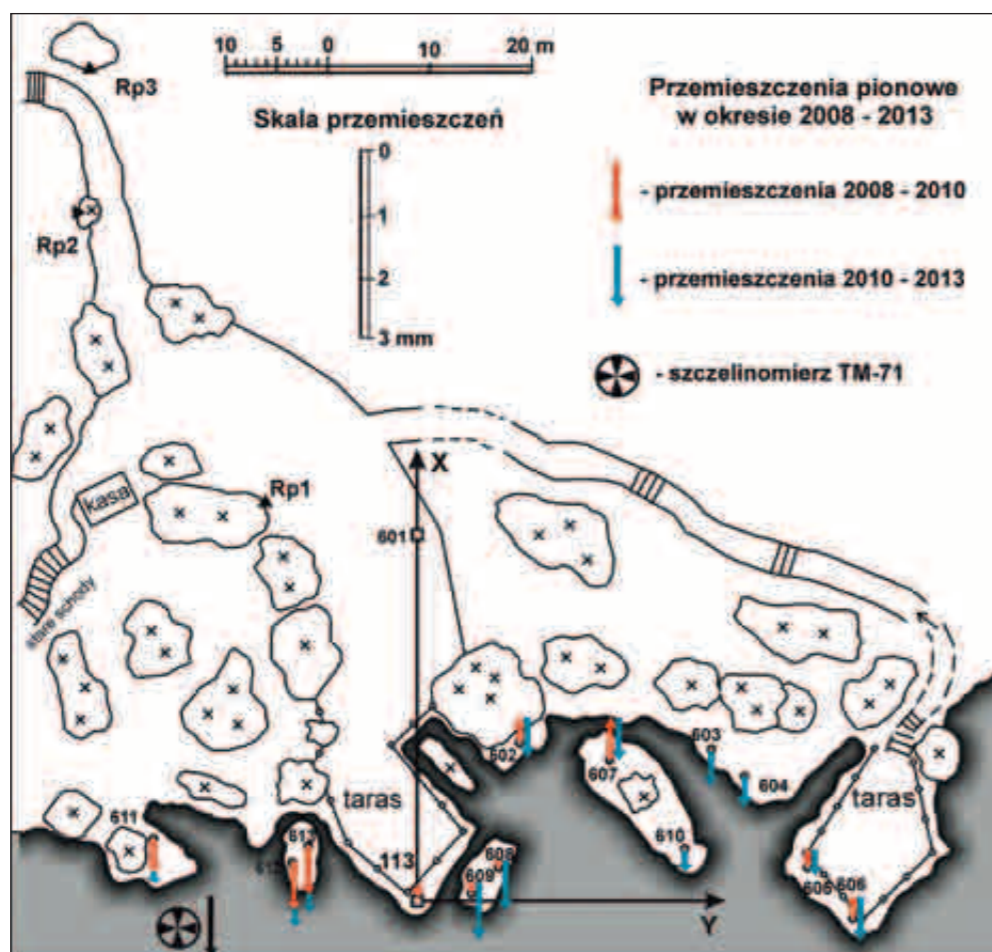 10 5 0 10 20 m
Rp3
Skala przemieszczeń
0
1
2
3 mm
Przemieszczenia pionowe
w okresie 2008 - 2013
- przemieszczenia 2008 - 2010
- przemieszczenia 2010 - 2013
- szczelinomierz TM-71
Rp2
kasa
Rp1
X
601
stare schody
602
607
603
604
611
taras
taras
613
113
608
609
610
605
606
Y